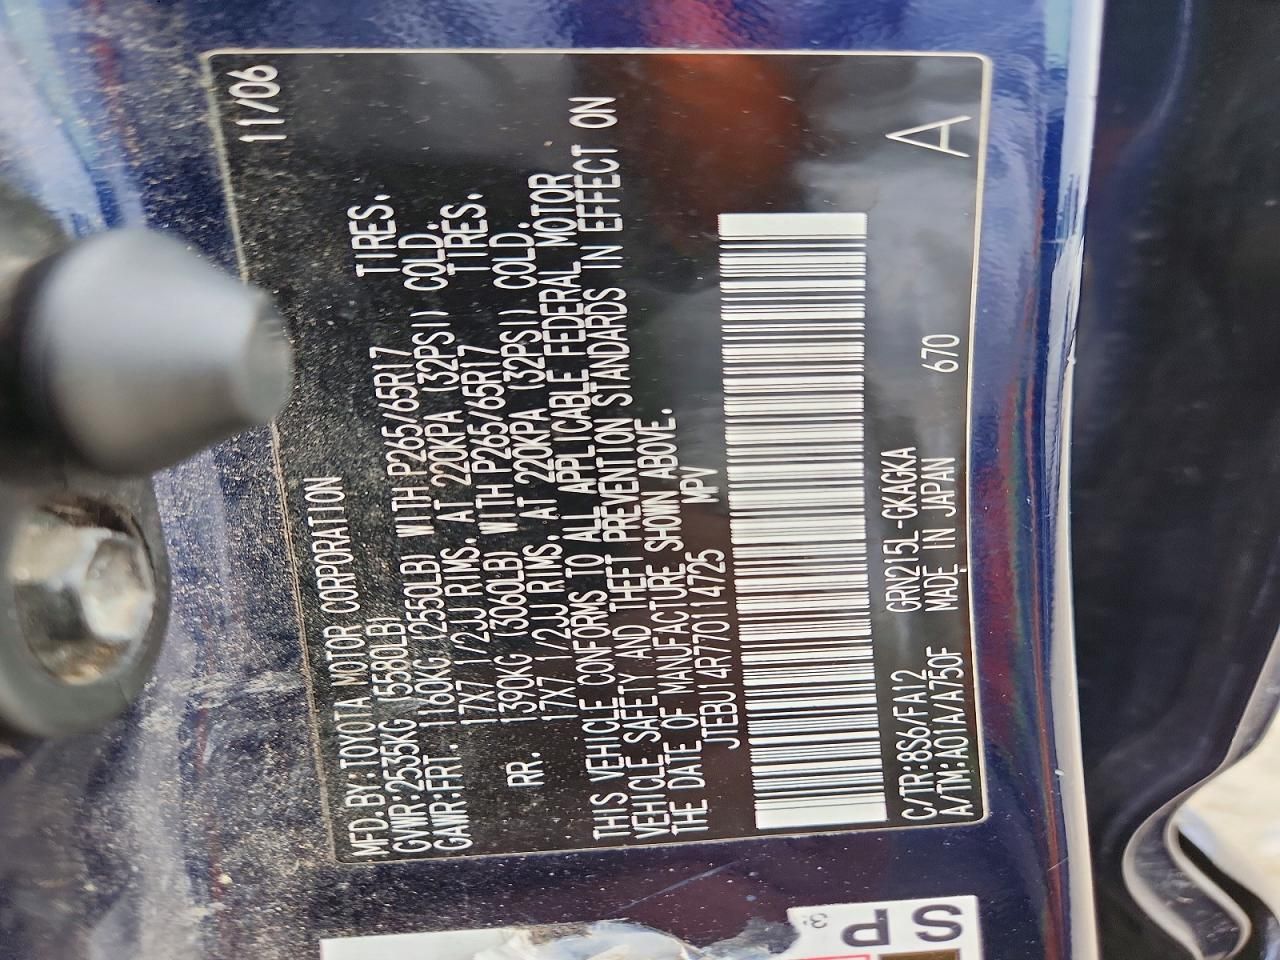 11/06
MFD.BY:TOYOTA MOTOR CORPORATION
GVWR:2535KG (5580LB)
GAWR:FRT. 1160KG (2550LB) WITH P265/65R17 TIRES.
17X7 1/2JJ RIMS. AT 220KPA (32PSI) COLD.
RR. 1390KG (3060LB) WITH P265/65R17 TIRES.
17X7 1/2JJ RIMS. AT 220KPA (32PSI) COLD.
THIS VEHICLE CONFORMS TO ALL APPLICABLE FEDERAL MOTOR
VEHICLE SAFETY AND THEFT PREVENTION STANDARDS IN EFFECT ON
THE DATE OF MANUFACTURE SHOWN ABOVE.
JTEBU14R770114725 MPV
C/TR:8S6/FA12 GRN215L-GKAGKA
A/TM:A01A/A750F MADE IN JAPAN 670
A
S
P